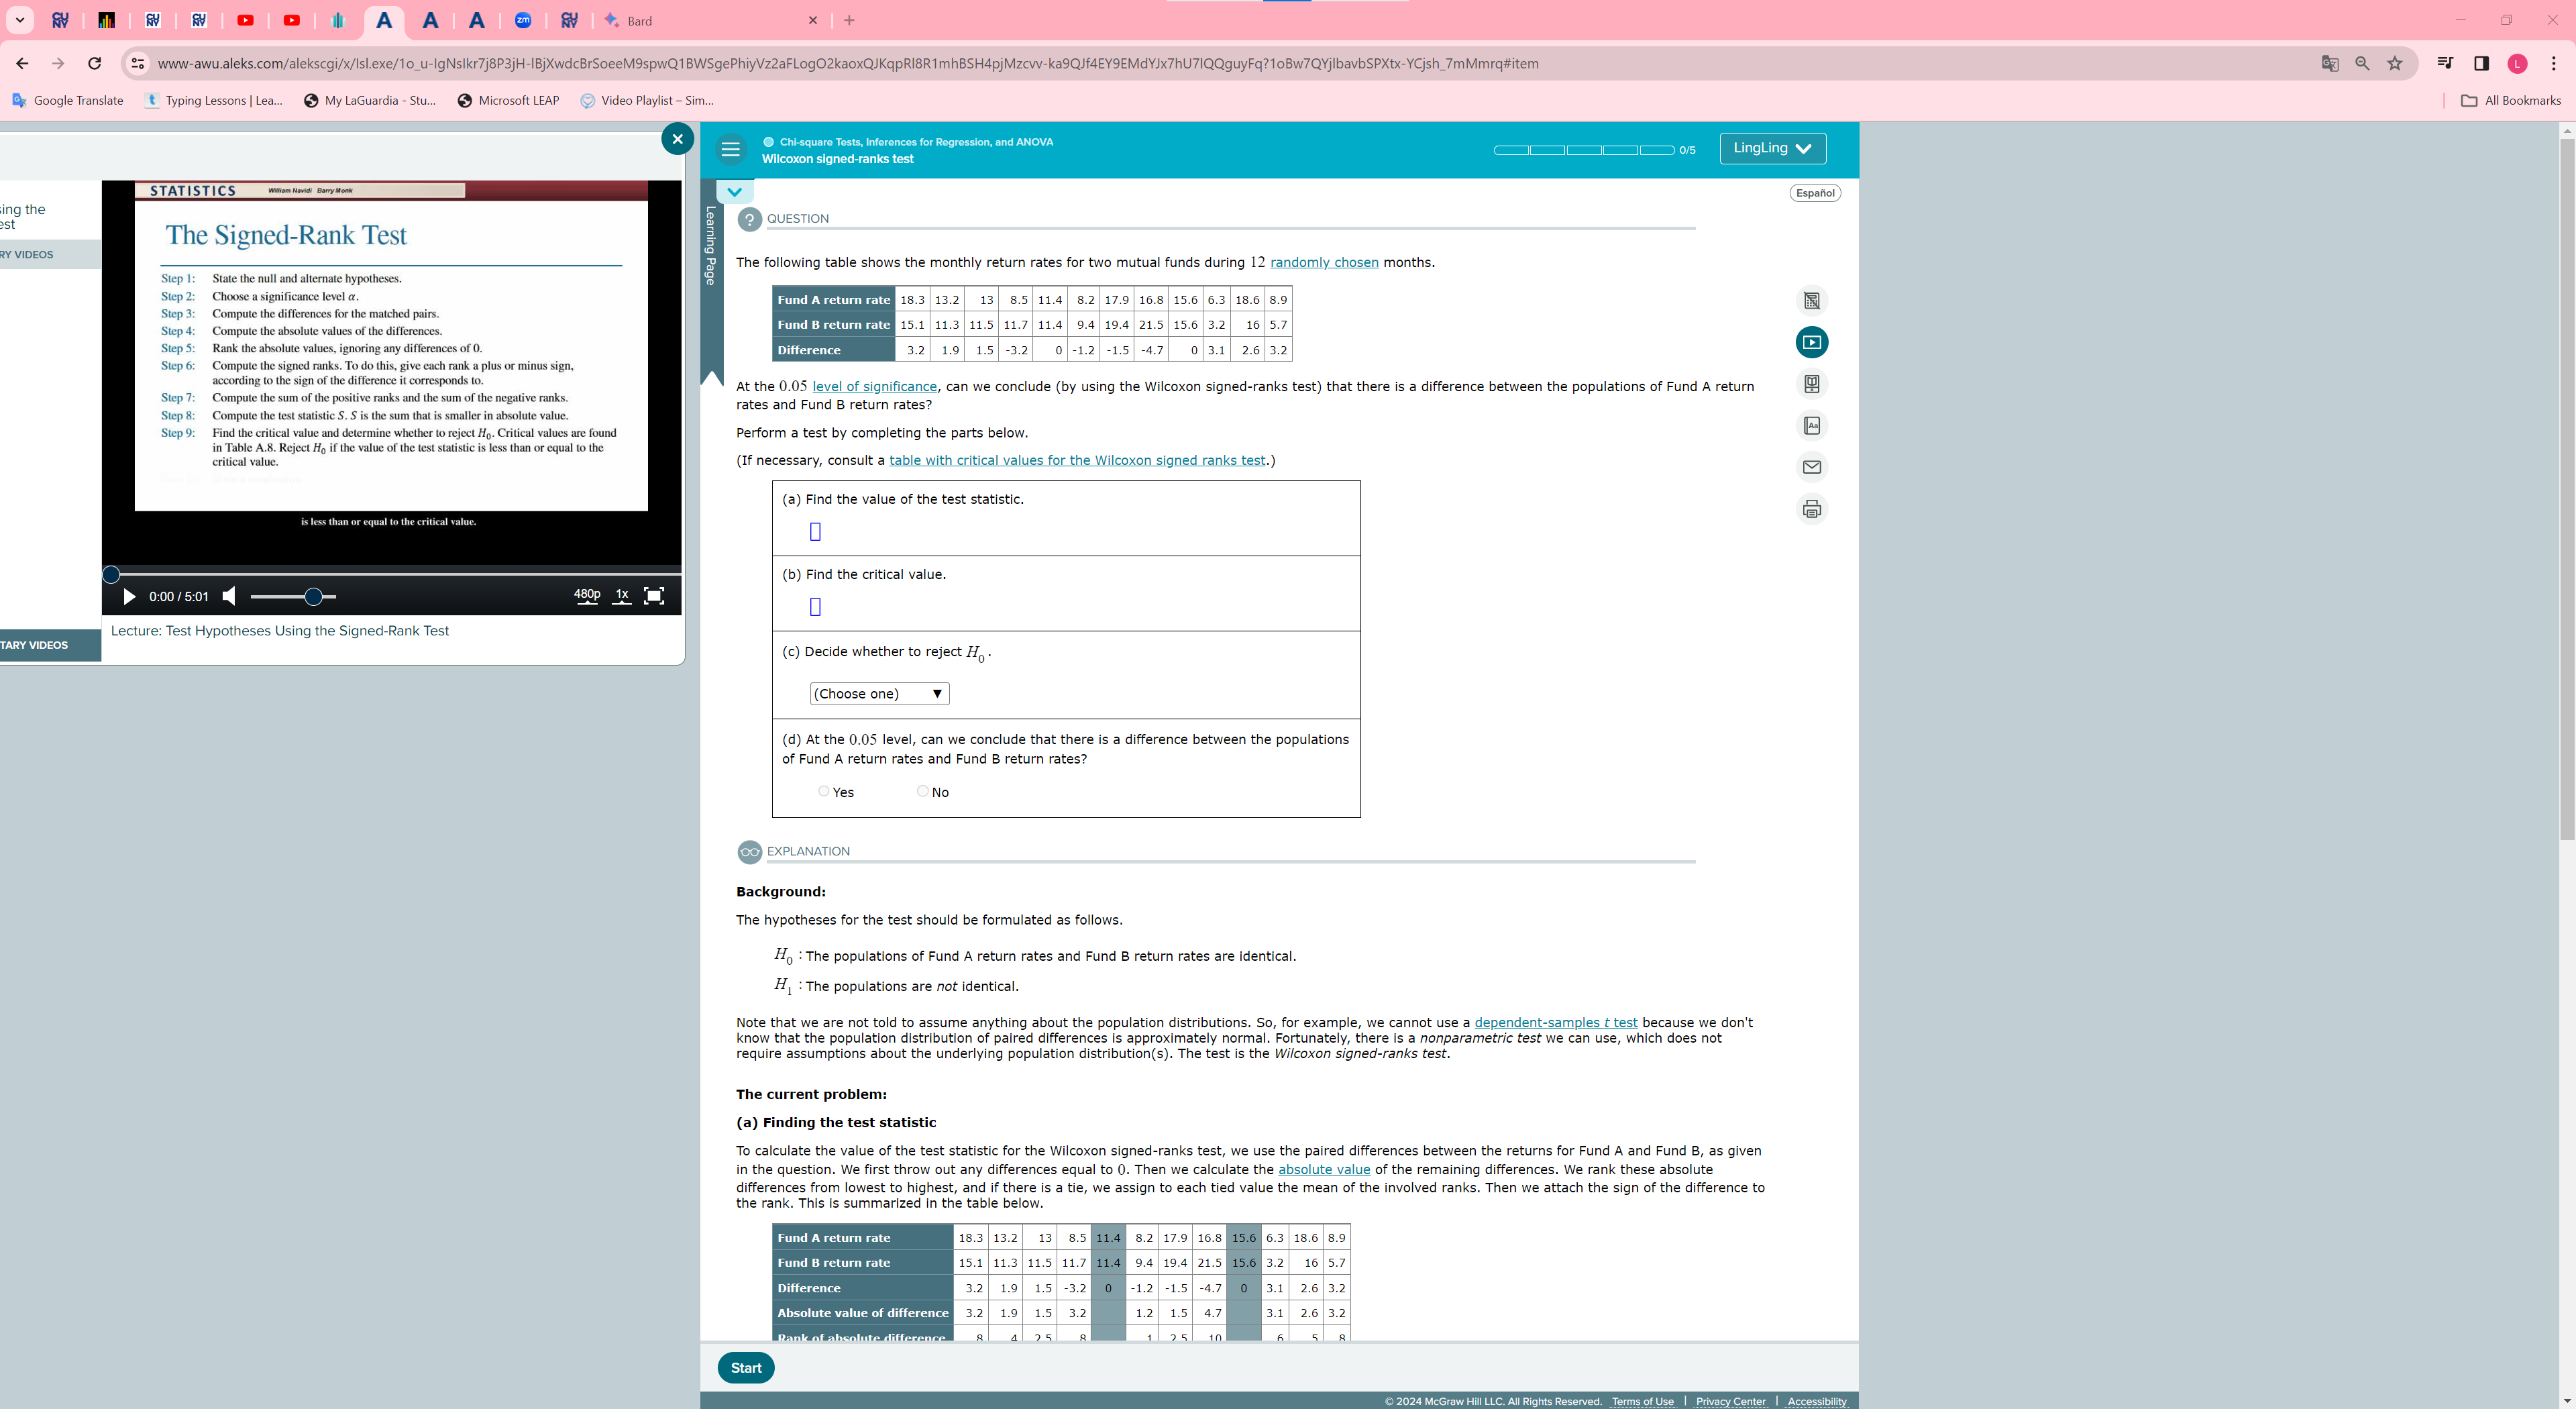 Bard
www-awu.aleks.com/alekscgi/x/Isl.exe/1o_u-IgNsIkr7j8P3jH-IBjXwdcBrSoeeM9spwQ1BWSgePhiyVz2aFLogO2kaoxQJKqpRl8R1mhBSH4pjMzcvv-ka9QJf4EY9EMdYJx7hU7lQQguyFq?1oBw7QYjlbavbSPXtx-YCjsh_7mMmrq#item
Google Translate Typing Lessons | Lea... My LaGuardia - Stu... Microsoft LEAP Video Playlist – Sim... All Bookmarks
ing the
est
RY VIDEOS
TARY VIDEOS
STATISTICS William Navidi Barry Monk
The Signed-Rank Test
Step 1: State the null and alternate hypotheses.
Step 2: Choose a significance level α.
Step 3: Compute the differences for the matched pairs.
Step 4: Compute the absolute values of the differences.
Step 5: Rank the absolute values, ignoring any differences of 0.
Step 6: Compute the signed ranks. To do this, give each rank a plus or minus sign,
according to the sign of the difference it corresponds to.
Step 7: Compute the sum of the positive ranks and the sum of the negative ranks.
Step 8: Compute the test statistic S. S is the sum that is smaller in absolute value.
Step 9: Find the critical value and determine whether to reject H0. Critical values are found
in Table A.8. Reject H0 if the value of the test statistic is less than or equal to the
critical value.
is less than or equal to the critical value.
0:00 / 5:01 480p 1x
Lecture: Test Hypotheses Using the Signed-Rank Test
Chi-square Tests, Inferences for Regression, and ANOVA
Wilcoxon signed-ranks test
0/5 LingLing
Español
Learning Page
QUESTION
The following table shows the monthly return rates for two mutual funds during 12 randomly chosen months.
Fund A return rate 18.3 13.2 13 8.5 11.4 8.2 17.9 16.8 15.6 6.3 18.6 8.9
Fund B return rate 15.1 11.3 11.5 11.7 11.4 9.4 19.4 21.5 15.6 3.2 16 5.7
Difference 3.2 1.9 1.5 -3.2 0 -1.2 -1.5 -4.7 0 3.1 2.6 3.2
At the 0.05 level of significance, can we conclude (by using the Wilcoxon signed-ranks test) that there is a difference between the populations of Fund A return
rates and Fund B return rates?
Perform a test by completing the parts below.
(If necessary, consult a table with critical values for the Wilcoxon signed ranks test.)
(a) Find the value of the test statistic.
(b) Find the critical value.
(c) Decide whether to reject H0.
(Choose one)
(d) At the 0.05 level, can we conclude that there is a difference between the populations
of Fund A return rates and Fund B return rates?
Yes No
EXPLANATION
Background:
The hypotheses for the test should be formulated as follows.
H0 : The populations of Fund A return rates and Fund B return rates are identical.
H1 : The populations are not identical.
Note that we are not told to assume anything about the population distributions. So, for example, we cannot use a dependent-samples t test because we don't
know that the population distribution of paired differences is approximately normal. Fortunately, there is a nonparametric test we can use, which does not
require assumptions about the underlying population distribution(s). The test is the Wilcoxon signed-ranks test.
The current problem:
(a) Finding the test statistic
To calculate the value of the test statistic for the Wilcoxon signed-ranks test, we use the paired differences between the returns for Fund A and Fund B, as given
in the question. We first throw out any differences equal to 0. Then we calculate the absolute value of the remaining differences. We rank these absolute
differences from lowest to highest, and if there is a tie, we assign to each tied value the mean of the involved ranks. Then we attach the sign of the difference to
the rank. This is summarized in the table below.
Fund A return rate 18.3 13.2 13 8.5 11.4 8.2 17.9 16.8 15.6 6.3 18.6 8.9
Fund B return rate 15.1 11.3 11.5 11.7 11.4 9.4 19.4 21.5 15.6 3.2 16 5.7
Difference 3.2 1.9 1.5 -3.2 0 -1.2 -1.5 -4.7 0 3.1 2.6 3.2
Absolute value of difference 3.2 1.9 1.5 3.2 1.2 1.5 4.7 3.1 2.6 3.2
Rank of absolute difference 8 4 2.5 8 1 2.5 10 6 5 8
Start
© 2024 McGraw Hill LLC. All Rights Reserved. Terms of Use | Privacy Center | Accessibility